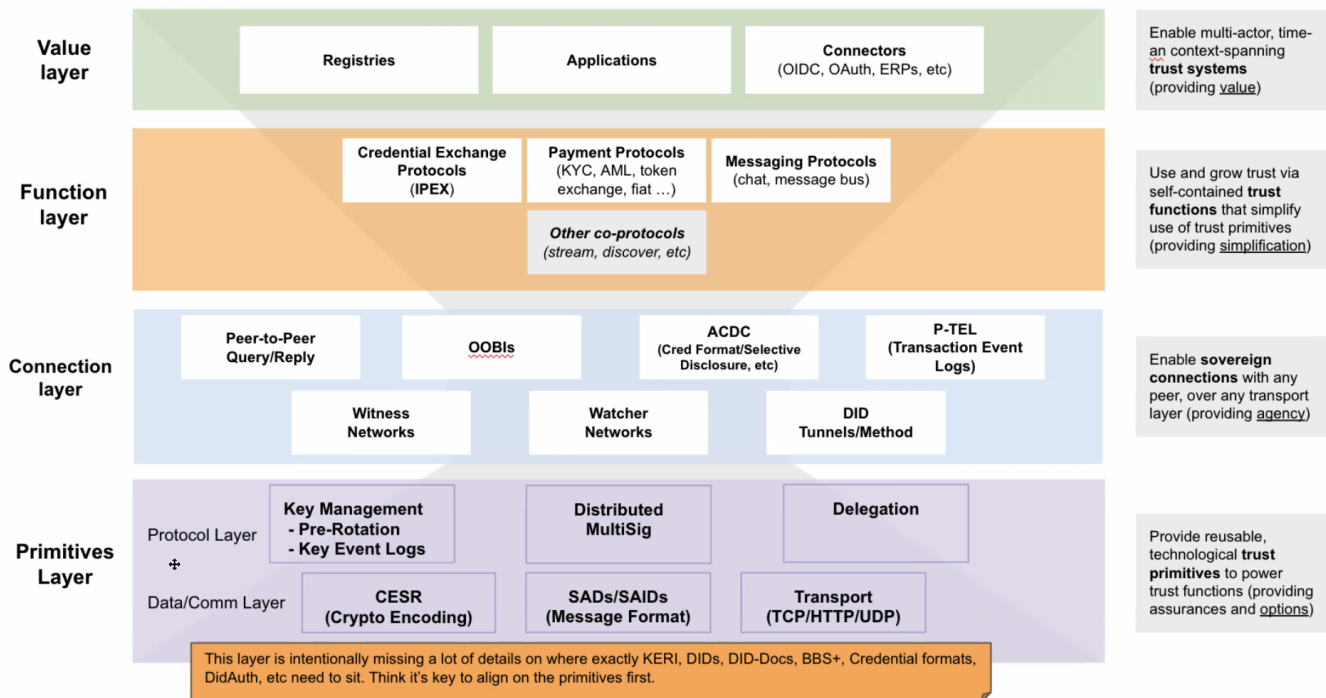 Value
layer
Registries
Applications
Connectors
(OIDC, OAuth, ERPs, etc)
Enable multi-actor, time-
an context-spanning
trust systems
(providing value)
Function
layer
Credential Exchange
Protocols
(IPEX)
Payment Protocols
(KYC, AML, token
exchange, fiat …)
Messaging Protocols
(chat, message bus)
Other co-protocols
(stream, discover, etc)
Use and grow trust via
self-contained trust
functions that simplify
use of trust primitives
(providing simplification)
Connection
layer
Peer-to-Peer
Query/Reply
OOBIs
ACDC
(Cred Format/Selective
Disclosure, etc)
P-TEL
(Transaction Event
Logs)
Witness
Networks
Watcher
Networks
DID
Tunnels/Method
Enable sovereign
connections with any
peer, over any transport
layer (providing agency)
Primitives
Layer
Protocol Layer
Key Management
- Pre-Rotation
- Key Event Logs
Distributed
MultiSig
Delegation
Data/Comm Layer
CESR
(Crypto Encoding)
SADs/SAIDs
(Message Format)
Transport
(TCP/HTTP/UDP)
Provide reusable,
technological trust
primitives to power
trust functions (providing
assurances and options)
This layer is intentionally missing a lot of details on where exactly KERI, DIDs, DID-Docs, BBS+, Credential formats,
DidAuth, etc need to sit. Think it's key to align on the primitives first.